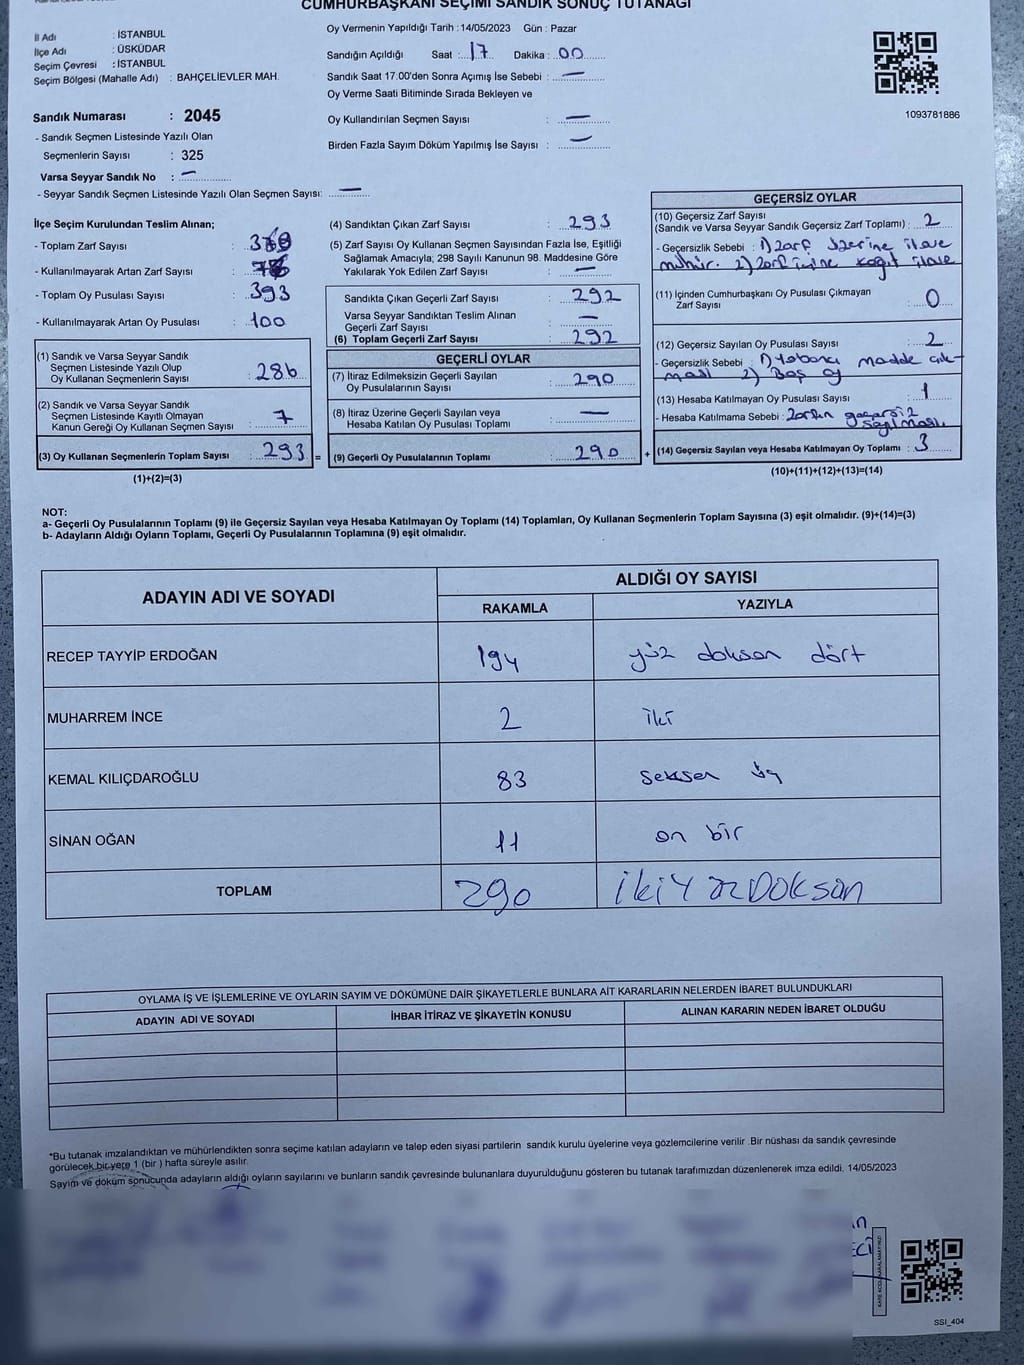 CUMHURBAŞKANI SEÇİMİ SANDIK SONUÇ TUTANAĞI
İl Adı : İSTANBUL
İlçe Adı : ÜSKÜDAR
Seçim Çevresi : İSTANBUL
Seçim Bölgesi (Mahalle Adı) : BAHÇELİEVLER MAH.
Sandık Numarası : 2045
- Sandık Seçmen Listesinde Yazılı Olan
Seçmenlerin Sayısı : 325
Varsa Seyyar Sandık No : —
- Seyyar Sandık Seçmen Listesinde Yazılı Olan Seçmen Sayısı: —
Oy Vermenin Yapıldığı Tarih : 14/05/2023 Gün : Pazar
Sandığın Açıldığı Saat : 17 Dakika : 00
Sandık Saat 17.00'den Sonra Açımış İse Sebebi : —
Oy Verme Saati Bitiminde Sırada Bekleyen ve
Oy Kullandırılan Seçmen Sayısı : —
Birden Fazla Sayım Döküm Yapılmış İse Sayısı : —
1093781886
İlçe Seçim Kurulundan Teslim Alınan;
- Toplam Zarf Sayısı :
- Kullanılmayarak Artan Zarf Sayısı :
- Toplam Oy Pusulası Sayısı : 393
- Kullanılmayarak Artan Oy Pusulası : 100
(1) Sandık ve Varsa Seyyar Sandık
Seçmen Listesinde Yazılı Olup
Oy Kullanan Seçmenlerin Sayısı : 286
(2) Sandık ve Varsa Seyyar Sandık
Seçmen Listesinde Kayıtlı Olmayan
Kanun Gereği Oy Kullanan Seçmen Sayısı : 7
(3) Oy Kullanan Seçmenlerin Toplam Sayısı : 293 =
(1)+(2)=(3)
(4) Sandıktan Çıkan Zarf Sayısı : 293
(5) Zarf Sayısı Oy Kullanan Seçmen Sayısından Fazla İse, Eşitliği
Sağlamak Amacıyla; 298 Sayılı Kanunun 98. Maddesine Göre
Yakılarak Yok Edilen Zarf Sayısı : —
Sandıkta Çıkan Geçerli Zarf Sayısı : 292
Varsa Seyyar Sandıktan Teslim Alınan
Geçerli Zarf Sayısı : —
(6) Toplam Geçerli Zarf Sayısı : 292
GEÇERLİ OYLAR
(7) İtiraz Edilmeksizin Geçerli Sayılan
Oy Pusulalarının Sayısı : 290
(8) İtiraz Üzerine Geçerli Sayılan veya
Hesaba Katılan Oy Pusulası Toplamı : —
(9) Geçerli Oy Pusulalarının Toplamı : 290 +
GEÇERSİZ OYLAR
(10) Geçersiz Zarf Sayısı
(Sandık ve Varsa Seyyar Sandık Geçersiz Zarf Toplamı) : 2
- Geçersizlik Sebebi : 1) Zarf üzerine ilave
mühür. 2) Zarf içine kağıt ilave
(11) İçinden Cumhurbaşkanı Oy Pusulası Çıkmayan
Zarf Sayısı : 0
(12) Geçersiz Sayılan Oy Pusulası Sayısı : 2
- Geçersizlik Sebebi : 1) Yabancı madde çık-
ması 2) Boş oy
(13) Hesaba Katılmayan Oy Pusulası Sayısı : 1
- Hesaba Katılmama Sebebi : Zarfın geçersiz
sayılması.
(14) Geçersiz Sayılan veya Hesaba Katılmayan Oy Toplamı : 3
(10)+(11)+(12)+(13)=(14)
NOT:
a- Geçerli Oy Pusulalarının Toplamı (9) ile Geçersiz Sayılan veya Hesaba Katılmayan Oy Toplamı (14) Toplamları, Oy Kullanan Seçmenlerin Toplam Sayısına (3) eşit olmalıdır. (9)+(14)=(3)
b- Adayların Aldığı Oyların Toplamı, Geçerli Oy Pusulalarının Toplamına (9) eşit olmalıdır.
ADAYIN ADI VE SOYADI
ALDIĞI OY SAYISI
RAKAMLA YAZIYLA
RECEP TAYYİP ERDOĞAN 194 yüz doksan dört
MUHARREM İNCE 2 iki
KEMAL KILIÇDAROĞLU 83 seksen üç
SİNAN OĞAN 11 on bir
TOPLAM 290 ikiYüzDoksan
OYLAMA İŞ VE İŞLEMLERİNE VE OYLARIN SAYIM VE DÖKÜMÜNE DAİR ŞİKAYETLERLE BUNLARA AİT KARARLARIN NELERDEN İBARET BULUNDUKLARI
ADAYIN ADI VE SOYADI İHBAR İTİRAZ VE ŞİKAYETİN KONUSU ALINAN KARARIN NEDEN İBARET OLDUĞU
*Bu tutanak imzalandıktan ve mühürlendikten sonra seçime katılan adayların ve talep eden siyasi partilerin sandık kurulu üyelerine veya gözlemcilerine verilir .Bir nüshası da sandık çevresinde
görülecek bir yere 1 (bir ) hafta süreyle asılır.
Sayım ve döküm sonucunda adayların aldığı oyların sayılarını ve bunların sandık çevresinde bulunanlara duyurulduğunu gösteren bu tutanak tarafımızdan düzenlenerek imza edildi. 14/05/2023
KARE KODU KARALAMAYINIZ!
SSI_404